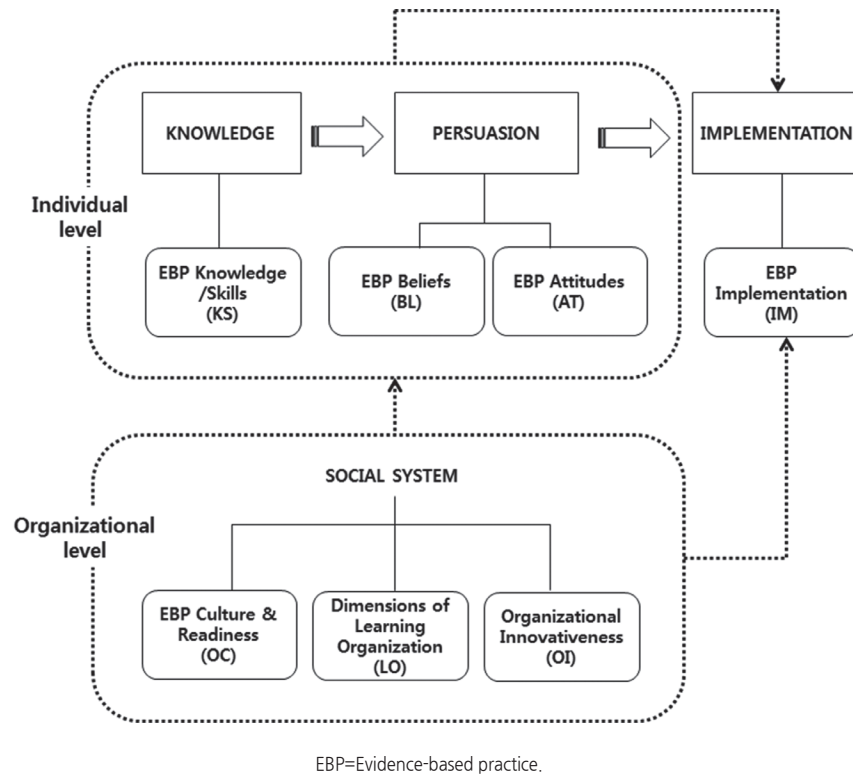 KNOWLEDGE
PERSUASION
IMPLEMENTATION
Individual
level
EBP Knowledge
/Skills
(KS)
EBP Beliefs
(BL)
EBP Attitudes
(AT)
EBP
Implementation
(IM)
SOCIAL SYSTEM
Organizational
level
EBP Culture &
Readiness
(OC)
Dimensions of
Learning
Organization
(LO)
Organizational
Innovativeness
(OI)
EBP=Evidence-based practice.